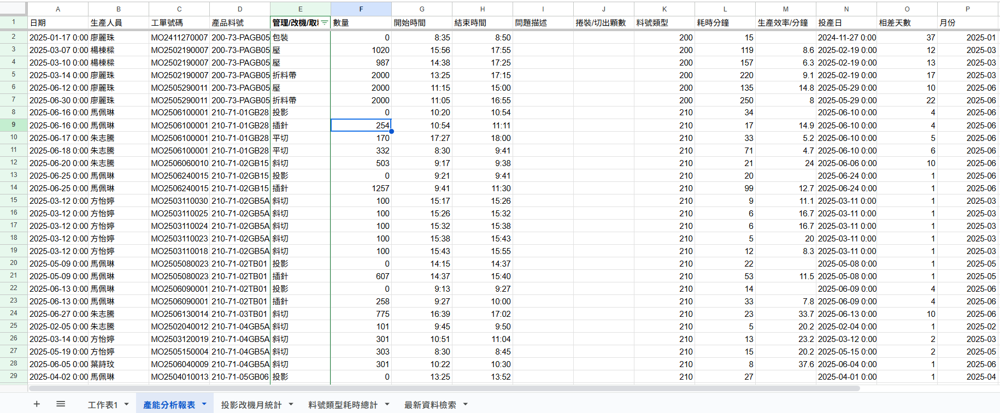 A B C D E F G H I J K L M N O P
1 日期 生產人員 工單號碼 產品料號 管理/改機/取 數量 開始時間 結束時間 問題描述 捲裝/切出顆數 料號類型 耗時分鐘 生產效率/分鐘 投產日 相差天數 月份
2 2025-01-17 0:00 廖麗珠 MO2411270007 200-73-PAGB05 包裝 0 8:35 8:50 200 15 2024-11-27 0:00 37 2025-01
3 2025-03-07 0:00 楊棟樑 MO2502190007 200-73-PAGB05 壓 1020 15:56 17:55 200 119 8.6 2025-02-19 0:00 12 2025-03
4 2025-03-10 0:00 楊棟樑 MO2502190007 200-73-PAGB05 壓 987 14:38 17:25 200 157 6.3 2025-02-19 0:00 13 2025-03
5 2025-03-14 0:00 廖麗珠 MO2502190007 200-73-PAGB05 折料帶 2000 13:25 17:15 200 220 9.1 2025-02-19 0:00 17 2025-03
6 2025-06-12 0:00 廖麗珠 MO2505290011 200-73-PAGB05 壓 2000 11:15 15:00 200 135 14.8 2025-05-29 0:00 10 2025-06
7 2025-06-30 0:00 廖麗珠 MO2505290011 200-73-PAGB05 折料帶 2000 11:05 16:55 200 250 8 2025-05-29 0:00 22 2025-06
8 2025-06-16 0:00 馬佩琳 MO2506100001 210-71-01GB28 投影 0 10:20 10:54 210 34 2025-06-10 0:00 4 2025-06
9 2025-06-16 0:00 馬佩琳 MO2506100001 210-71-01GB28 插針 254 10:54 11:11 210 17 14.9 2025-06-10 0:00 4 2025-06
10 2025-06-17 0:00 朱志騰 MO2506100001 210-71-01GB28 平切 170 17:27 18:00 210 33 5.2 2025-06-10 0:00 5 2025-06
11 2025-06-18 0:00 朱志騰 MO2506100001 210-71-01GB28 平切 332 8:30 9:41 210 71 4.7 2025-06-10 0:00 6 2025-06
12 2025-06-20 0:00 朱志騰 MO2506060010 210-71-02GB15 斜切 503 9:17 9:38 210 21 24 2025-06-06 0:00 10 2025-06
13 2025-06-25 0:00 馬佩琳 MO2506240015 210-71-02GB15 投影 0 9:21 9:41 210 20 2025-06-24 0:00 1 2025-06
14 2025-06-25 0:00 馬佩琳 MO2506240015 210-71-02GB15 插針 1257 9:41 11:30 210 99 12.7 2025-06-24 0:00 1 2025-06
15 2025-03-12 0:00 方怡婷 MO2503110030 210-71-02GB5A 斜切 100 15:17 15:26 210 9 11.1 2025-03-11 0:00 1 2025-03
16 2025-03-12 0:00 方怡婷 MO2503110025 210-71-02GB5A 斜切 100 15:26 15:32 210 6 16.7 2025-03-11 0:00 1 2025-03
17 2025-03-12 0:00 方怡婷 MO2503110024 210-71-02GB5A 斜切 100 15:32 15:38 210 6 16.7 2025-03-11 0:00 1 2025-03
18 2025-03-12 0:00 方怡婷 MO2503110023 210-71-02GB5A 斜切 100 15:38 15:43 210 5 20 2025-03-11 0:00 1 2025-03
19 2025-03-12 0:00 方怡婷 MO2503110018 210-71-02GB5A 斜切 100 15:43 15:55 210 12 8.3 2025-03-11 0:00 1 2025-03
20 2025-05-09 0:00 馬佩琳 MO2505080023 210-71-02TB01 投影 0 14:15 14:37 210 22 2025-05-08 0:00 1 2025-05
21 2025-05-09 0:00 馬佩琳 MO2505080023 210-71-02TB01 插針 607 14:37 15:40 210 53 11.5 2025-05-08 0:00 1 2025-05
22 2025-06-13 0:00 馬佩琳 MO2506090001 210-71-02TB01 投影 0 9:13 9:27 210 14 2025-06-09 0:00 4 2025-06
23 2025-06-13 0:00 馬佩琳 MO2506090001 210-71-02TB01 插針 258 9:27 10:00 210 33 7.8 2025-06-09 0:00 4 2025-06
24 2025-06-27 0:00 朱志騰 MO2506130014 210-71-03TB01 斜切 775 16:39 17:02 210 23 33.7 2025-06-13 0:00 10 2025-06
25 2025-02-05 0:00 朱志騰 MO2502040012 210-71-04GB5A 斜切 101 9:45 9:50 210 5 20.2 2025-02-04 0:00 1 2025-02
26 2025-03-14 0:00 方怡婷 MO2503120019 210-71-04GB5A 斜切 301 10:51 11:04 210 13 23.2 2025-03-12 0:00 2 2025-03
27 2025-05-19 0:00 方怡婷 MO2505150004 210-71-04GB5A 斜切 303 8:30 8:45 210 15 20.2 2025-05-15 0:00 2 2025-05
28 2025-06-05 0:00 葉詩玟 MO2506040009 210-71-04GB5A 斜切 301 10:22 10:30 210 8 37.6 2025-06-04 0:00 1 2025-06
29 2025-04-02 0:00 馬佩琳 MO2504010013 210-71-05GB06 投影 0 13:25 13:52 210 27 2025-04-01 0:00 1 2025-04
工作表1 產能分析報表 投影改機月統計 料號類型耗時總計 最新資料檢索